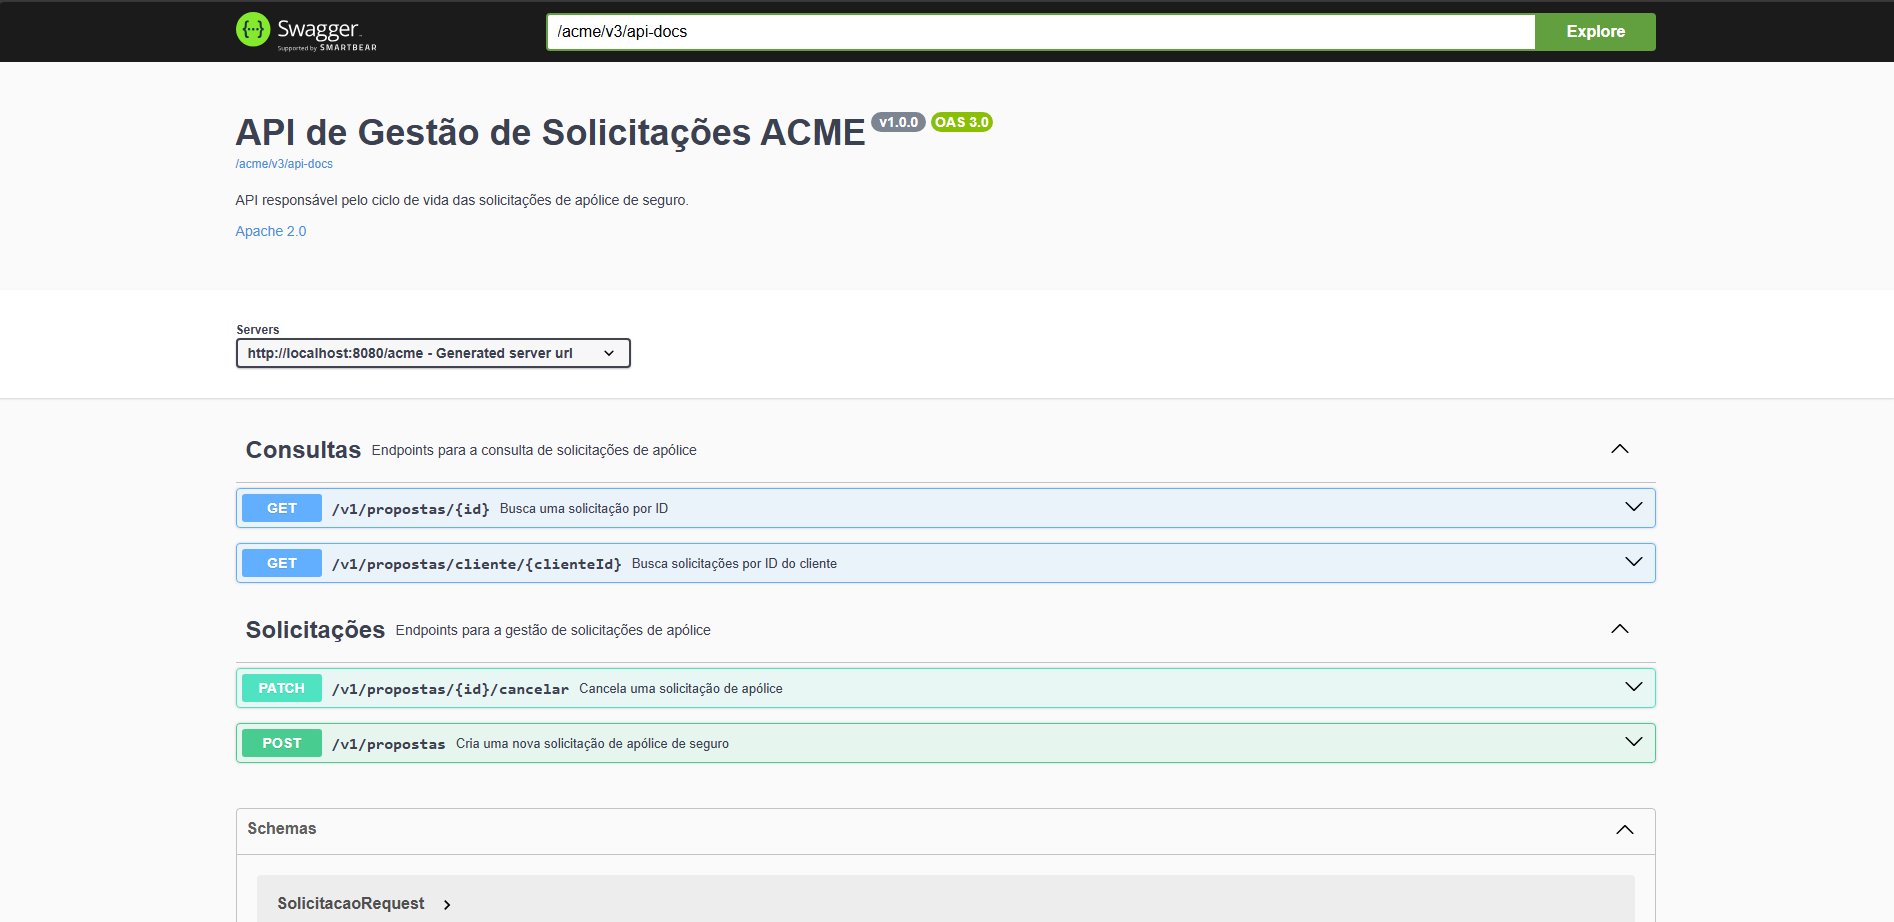 Swagger
Supported by SMARTBEAR
/acme/v3/api-docs
Explore
API de Gestão de Solicitações ACME v1.0.0 OAS 3.0
/acme/v3/api-docs
API responsável pelo ciclo de vida das solicitações de apólice de seguro.
Apache 2.0
Servers
http://localhost:8080/acme - Generated server url
Consultas Endpoints para a consulta de solicitações de apólice
GET /v1/propostas/{id} Busca uma solicitação por ID
GET /v1/propostas/cliente/{clienteId} Busca solicitações por ID do cliente
Solicitações Endpoints para a gestão de solicitações de apólice
PATCH /v1/propostas/{id}/cancelar Cancela uma solicitação de apólice
POST /v1/propostas Cria uma nova solicitação de apólice de seguro
Schemas
SolicitacaoRequest